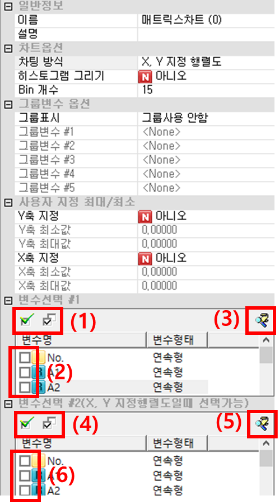 일반정보
이름 매트릭스차트 (0)
설명
차트옵션
차팅 방식 X, Y 지정 행렬도
히스토그램 그리기 N 아니오
Bin 개수 15
그룹변수 옵션
그룹표시 그룹사용 안함
그룹변수 #1 <None>
그룹변수 #2 <None>
그룹변수 #3 <None>
그룹변수 #4 <None>
그룹변수 #5 <None>
사용자 지정 최대/최소
Y축 지정 N 아니오
Y축 최소값 0,00000
Y축 최대값 0,00000
X축 지정 N 아니오
X축 최소값 0,00000
X축 최대값 0,00000
변수선택 #1
(1) (3)
변수명 변수형태
No. 연속형
(2) A1 연속형
A2 연속형
변수선택 #2(X, Y 지정행렬도일때 선택가능)
(4) (5)
변수명 변수형태
No. 연속형
(6) A1 연속형
A2 연속형